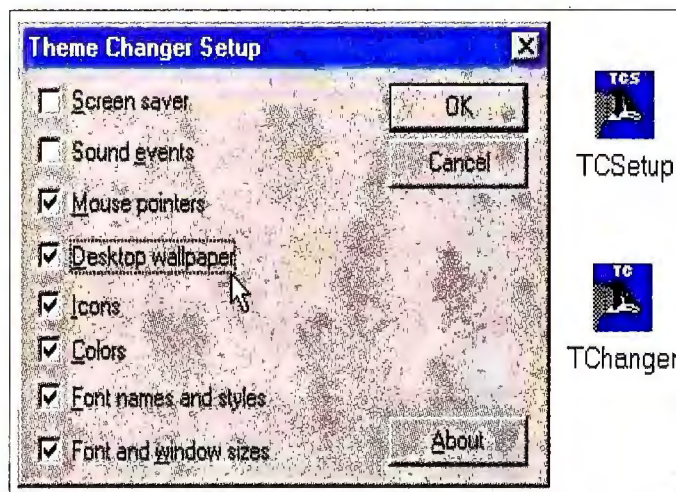 Theme Changer Setup
Screen saver
Sound events
Mouse pointers
Desktop wallpaper
Icons
Colors
Font names and styles
Font and window sizes
OK
Cancel
About
TCS
TCSetup
TC
TChanger